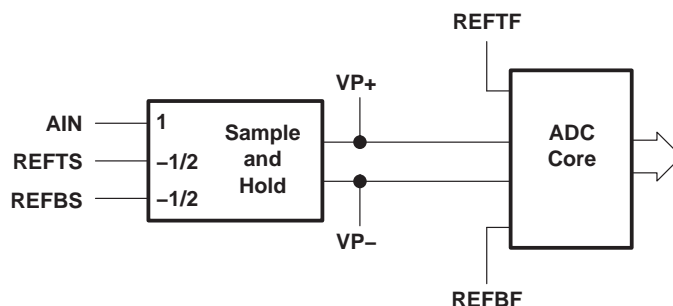 REFTF
VP+
AIN
1
Sample
and
Hold
REFTS
–1/2
REFBS
–1/2
ADC
Core
VP–
REFBF